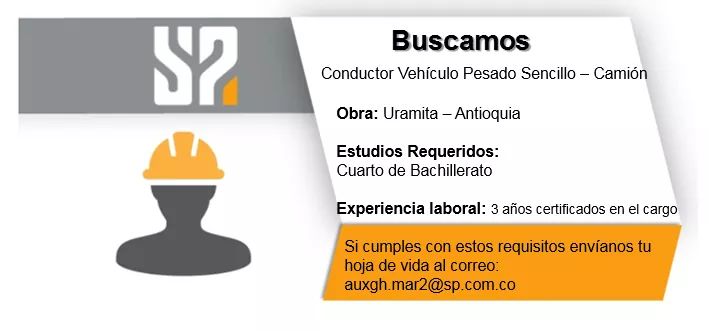 SP
Buscamos
Conductor Vehículo Pesado Sencillo – Camión
Obra: Uramita – Antioquia
Estudios Requeridos:
Cuarto de Bachillerato
Experiencia laboral: 3 años certificados en el cargo
Si cumples con estos requisitos envíanos tu
hoja de vida al correo:
auxgh.mar2@sp.com.co